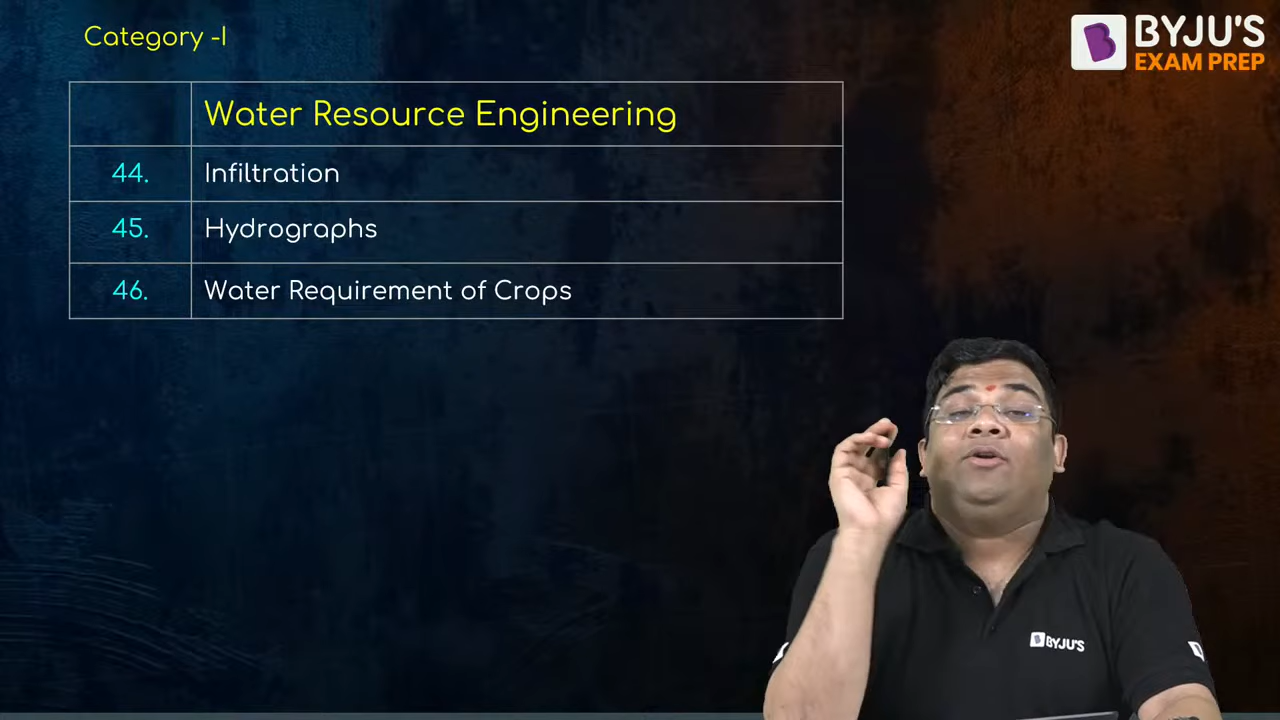 Category -I
BYJU'S
EXAM PREP
Water Resource Engineering
44. Infiltration
45. Hydrographs
46. Water Requirement of Crops
BYJU'S